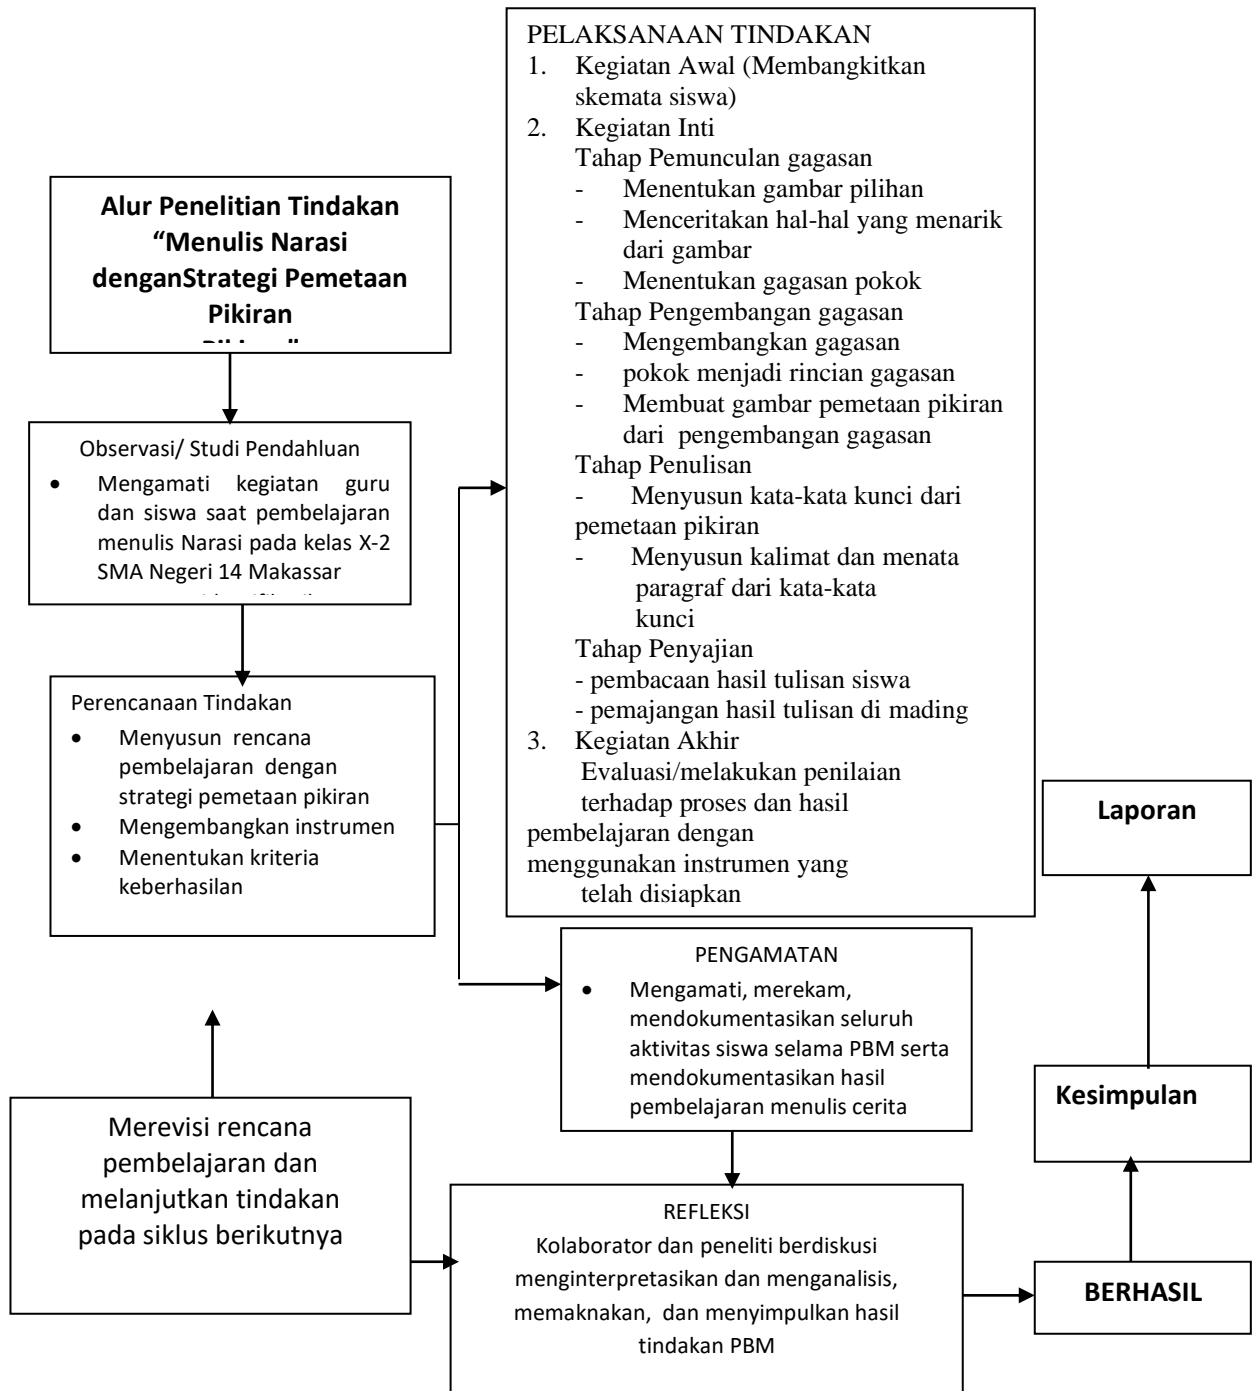 Alur Penelitian Tindakan
“Menulis Narasi
denganStrategi Pemetaan
Pikiran
Observasi/ Studi Pendahluan
• Mengamati kegiatan guru
dan siswa saat pembelajaran
menulis Narasi pada kelas X-2
SMA Negeri 14 Makassar
Perencanaan Tindakan
• Menyusun rencana
pembelajaran dengan
strategi pemetaan pikiran
• Mengembangkan instrumen
• Menentukan kriteria
keberhasilan
PELAKSANAAN TINDAKAN
1. Kegiatan Awal (Membangkitkan
skemata siswa)
2. Kegiatan Inti
Tahap Pemunculan gagasan
- Menentukan gambar pilihan
- Menceritakan hal-hal yang menarik
dari gambar
- Menentukan gagasan pokok
Tahap Pengembangan gagasan
- Mengembangkan gagasan
- pokok menjadi rincian gagasan
- Membuat gambar pemetaan pikiran
dari pengembangan gagasan
Tahap Penulisan
- Menyusun kata-kata kunci dari
pemetaan pikiran
- Menyusun kalimat dan menata
paragraf dari kata-kata
kunci
Tahap Penyajian
- pembacaan hasil tulisan siswa
- pemajangan hasil tulisan di mading
3. Kegiatan Akhir
Evaluasi/melakukan penilaian
terhadap proses dan hasil
pembelajaran dengan
menggunakan instrumen yang
telah disiapkan
PENGAMATAN
• Mengamati, merekam,
mendokumentasikan seluruh
aktivitas siswa selama PBM serta
mendokumentasikan hasil
pembelajaran menulis cerita
Merevisi rencana
pembelajaran dan
melanjutkan tindakan
pada siklus berikutnya
REFLEKSI
Kolaborator dan peneliti berdiskusi
menginterpretasikan dan menganalisis,
memaknakan, dan menyimpulkan hasil
tindakan PBM
BERHASIL
Kesimpulan
Laporan